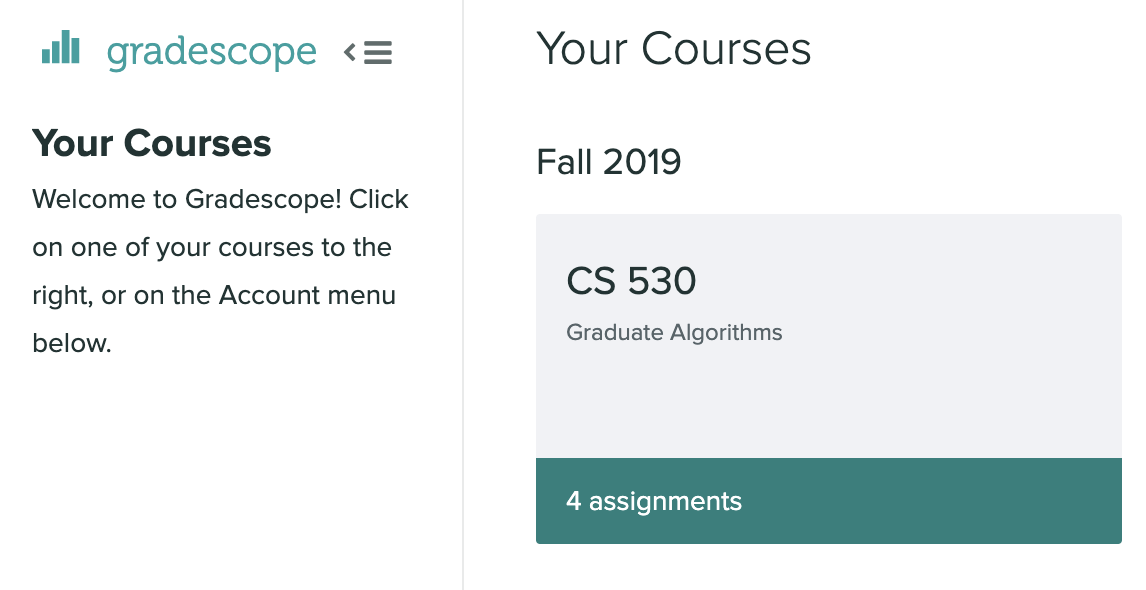 gradescope
Your Courses
Welcome to Gradescope! Click
on one of your courses to the
right, or on the Account menu
below.
Your Courses
Fall 2019
CS 530
Graduate Algorithms
4 assignments